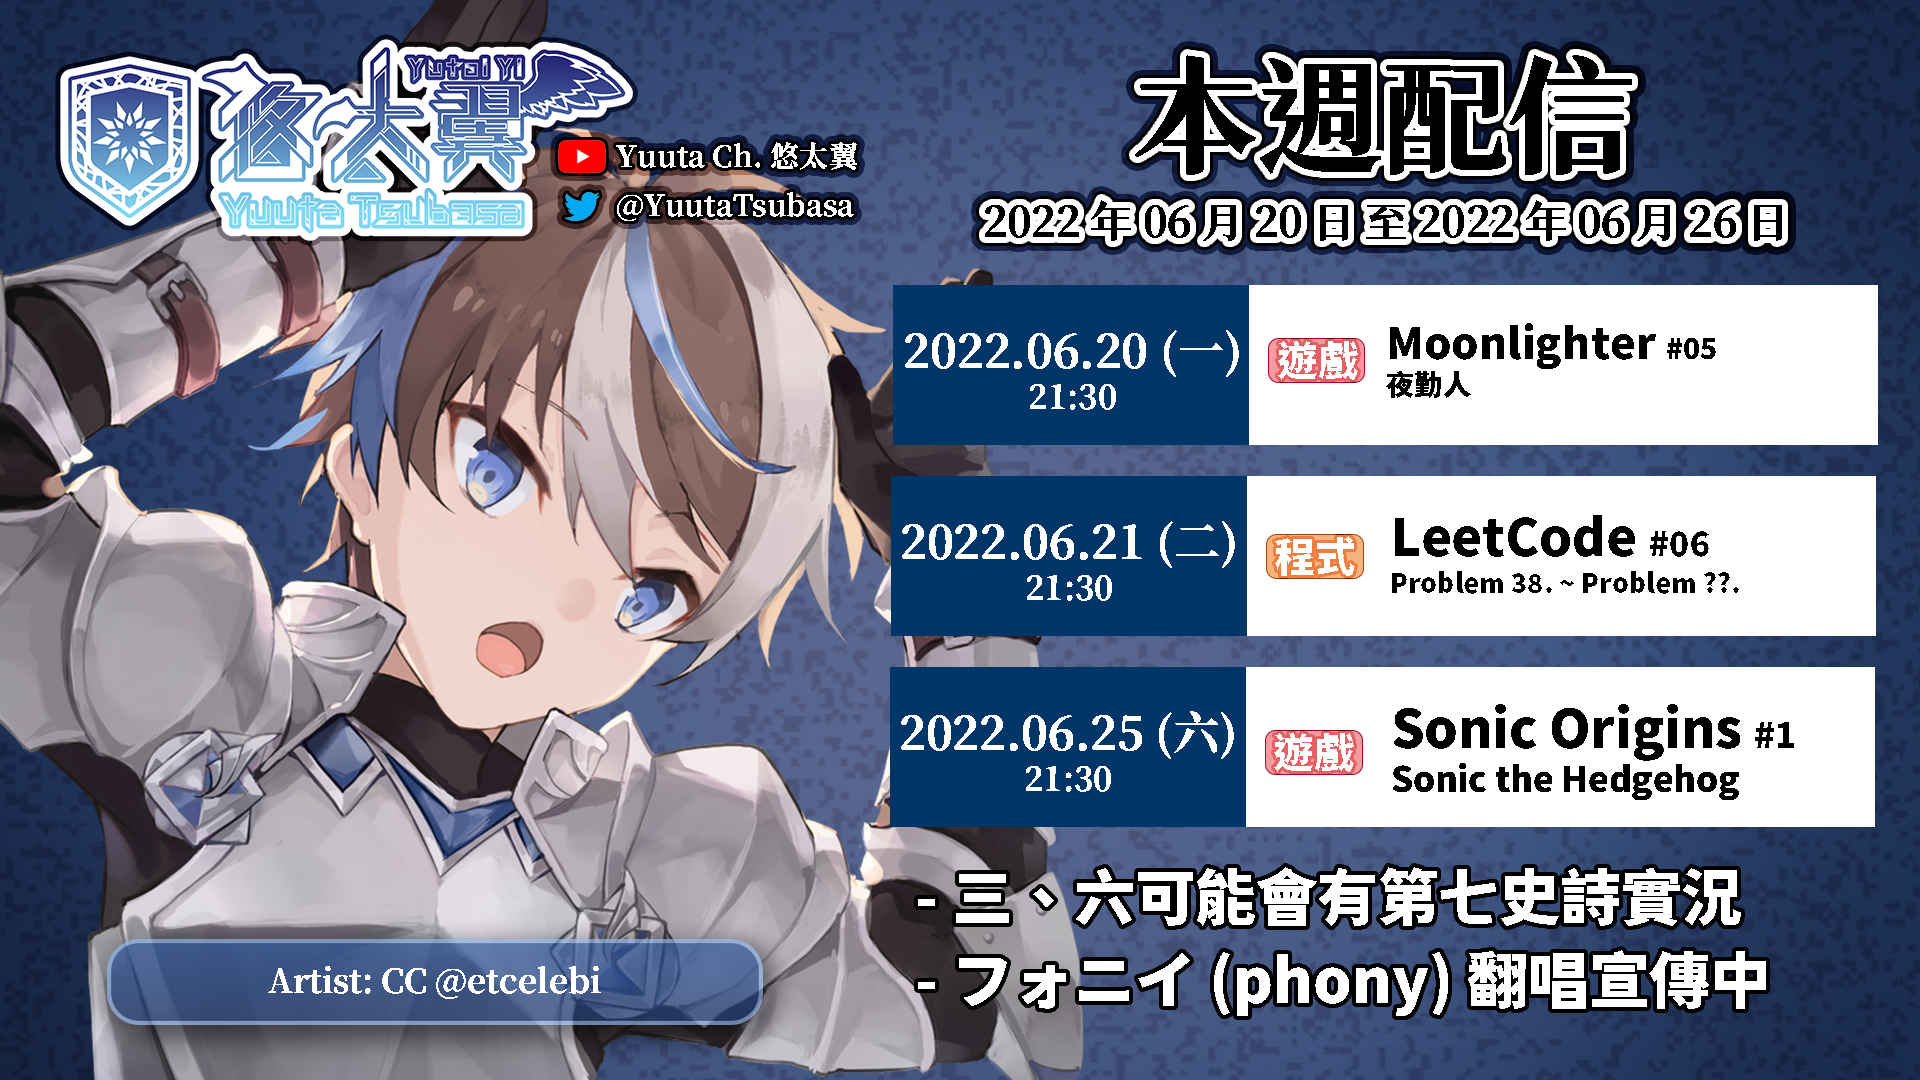 Yutai Yi
悠太翼
Yuuta Tsubasa
Yuuta Ch. 悠太翼
@YuutaTsubasa
本週配信
2022年06月20日至2022年06月26日
2022.06.20 (一)
21:30
遊戲
Moonlighter #05
夜勤人
2022.06.21 (二)
21:30
程式
LeetCode #06
Problem 38. ~ Problem ??.
2022.06.25 (六)
21:30
遊戲
Sonic Origins #1
Sonic the Hedgehog
- 三、六可能會有第七史詩實況
- フォニイ (phony) 翻唱宣傳中
Artist: CC @etcelebi